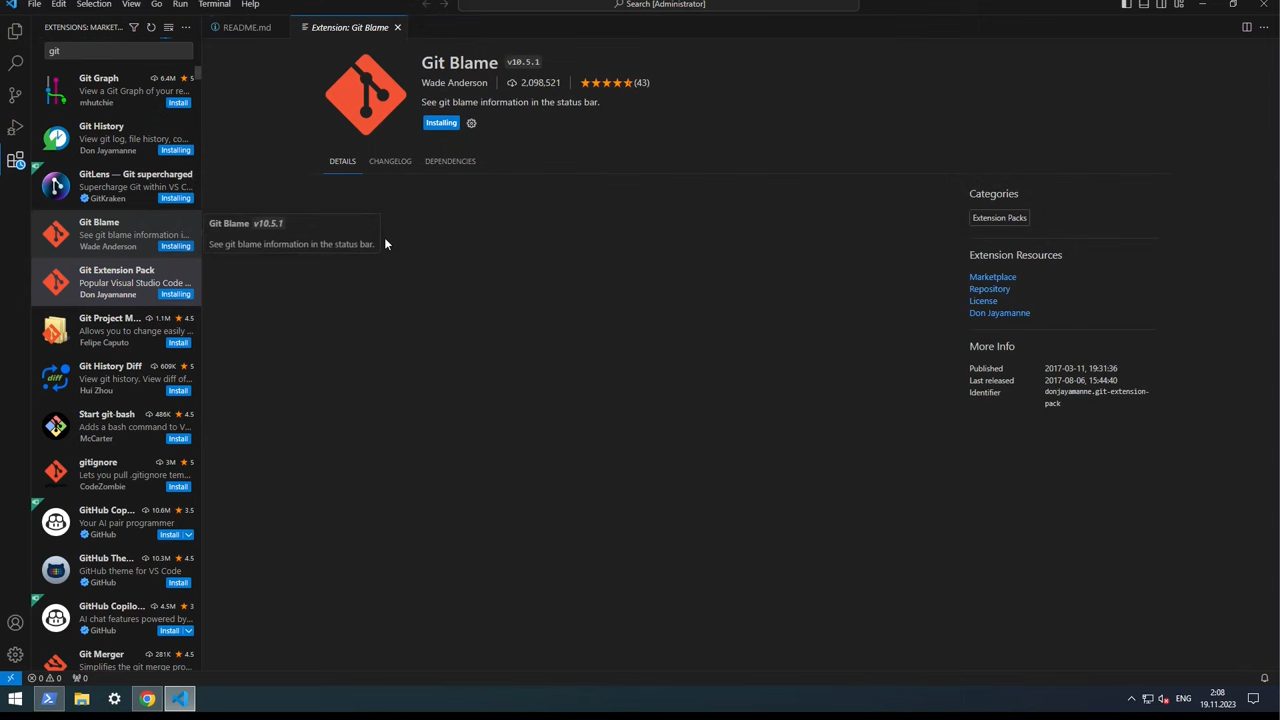 File Edit Selection View Go Run Terminal Help
Search [Administrator]
EXTENSIONS: MARKET...
README.md
Extension: Git Blame
git
Git Graph 6.4M 5
View a Git Graph of your re...
mhutchie Install
Git History
View git log, file history, co...
Don Jayamanne Installing
GitLens — Git supercharged
Supercharge Git within VS C...
GitKraken Installing
Git Blame
See git blame information i...
Wade Anderson Installing
Git Extension Pack
Popular Visual Studio Code ...
Don Jayamanne Installing
Git Project M... 1.1M 4.5
Allows you to change easily ...
Felipe Caputo Install
Git History Diff 609K 5
View git history. View diff of...
Hui Zhou Install
Start git-bash 486K 4.5
Adds a bash command to V...
McCarter Install
gitignore 3M 5
Lets you pull .gitignore tem...
CodeZombie Install
GitHub Cop... 10.6M 3.5
Your AI pair programmer
GitHub Install
GitHub The... 10.3M 4.5
GitHub theme for VS Code
GitHub Install
GitHub Copilo... 4.5M 3
AI chat features powered by...
GitHub Install
Git Merger 281K 4.5
Simplifies the git merge pro...
Git Blame v10.5.1
Wade Anderson 2,098,521 (43)
See git blame information in the status bar.
Installing
DETAILS CHANGELOG DEPENDENCIES
Git Blame v10.5.1
See git blame information in the status bar.
Categories
Extension Packs
Extension Resources
Marketplace
Repository
License
Don Jayamanne
More Info
Published 2017-03-11, 19:31:36
Last released 2017-08-06, 15:44:40
Identifier donjayamanne.git-extension-
pack
0 0 0
ENG
2:08
19.11.2023